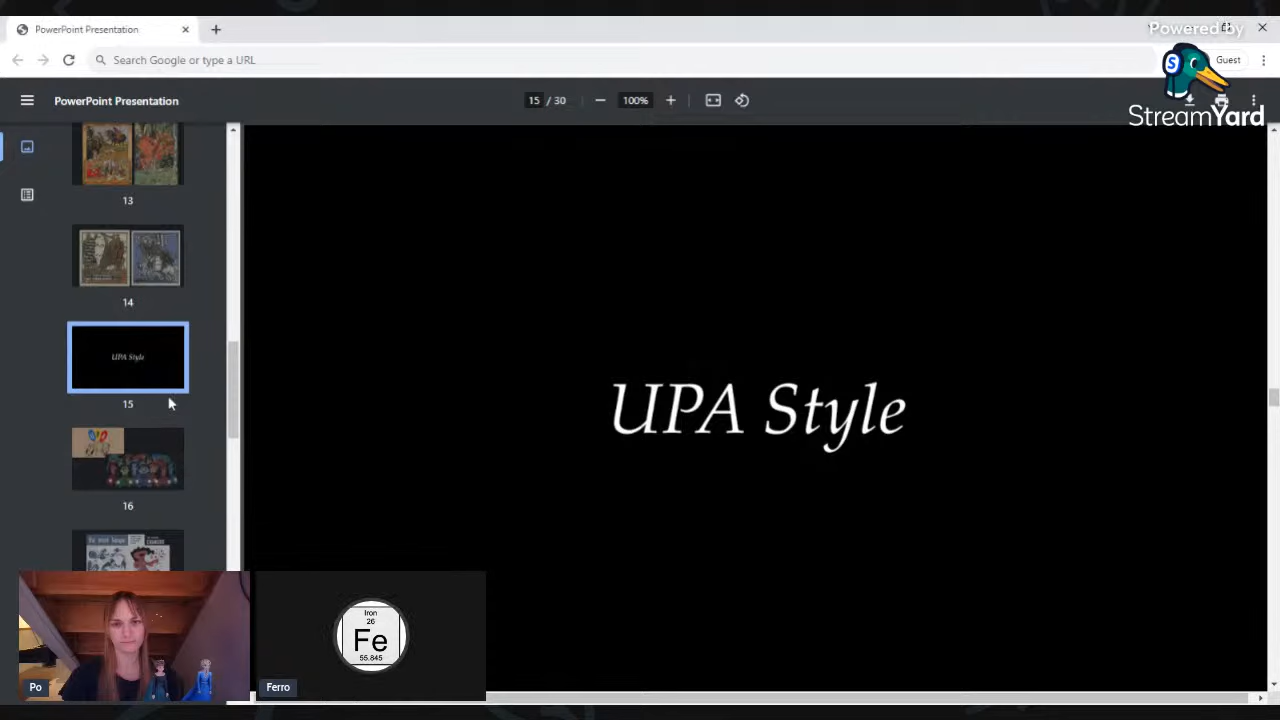 PowerPoint Presentation
Powered by
Search Google or type a URL
Guest
PowerPoint Presentation
15 / 30
100%
S
StreamYard
13
14
UPA Style
15
UPA Style
16
Iron
26
Fe
55.845
Po
Ferro